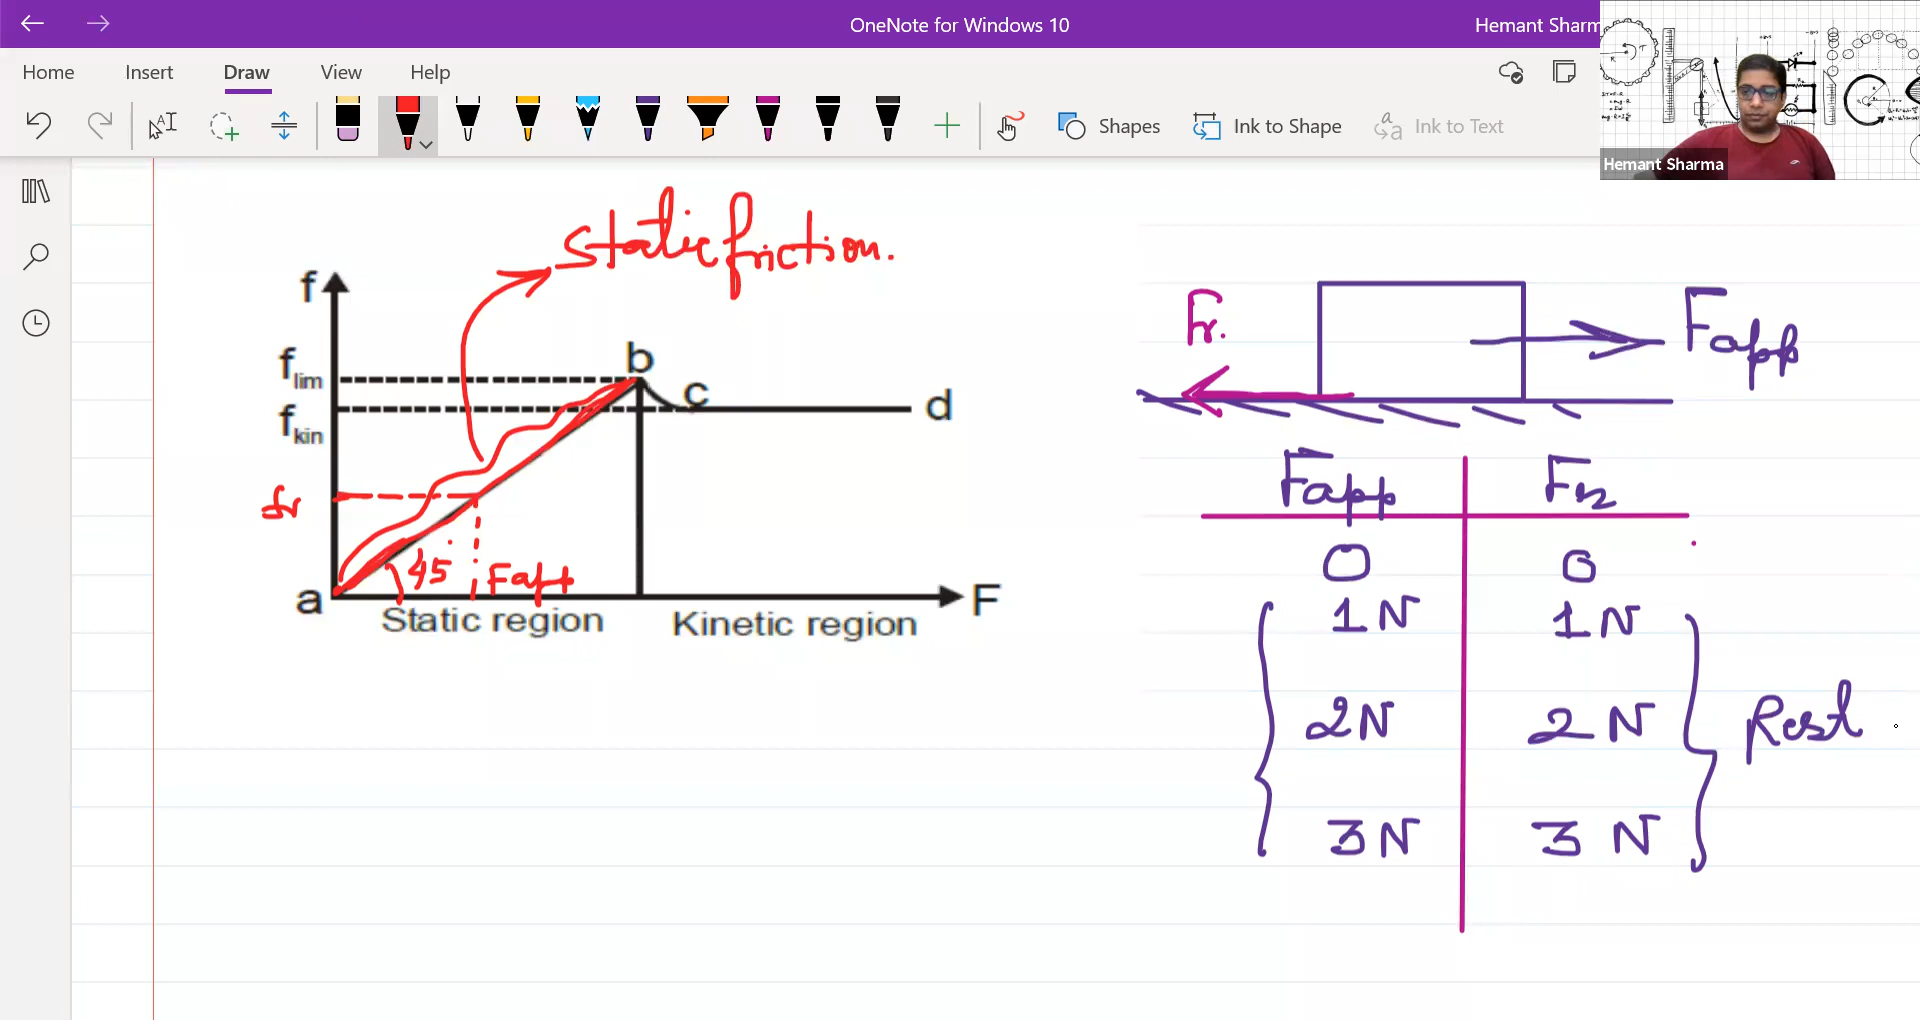 OneNote for Windows 10
Hemant Sharm
Home Insert Draw View Help
Shapes Ink to Shape Ink to Text
Hemant Sharma
Static friction.
f
f lim
f kin
fr
a
b
c
d
F
45°
Fapp
Static region
Kinetic region
Fr.
Fapp
Fapp Fr
0 0
1N 1N
2N 2N
3N 3N
Rest